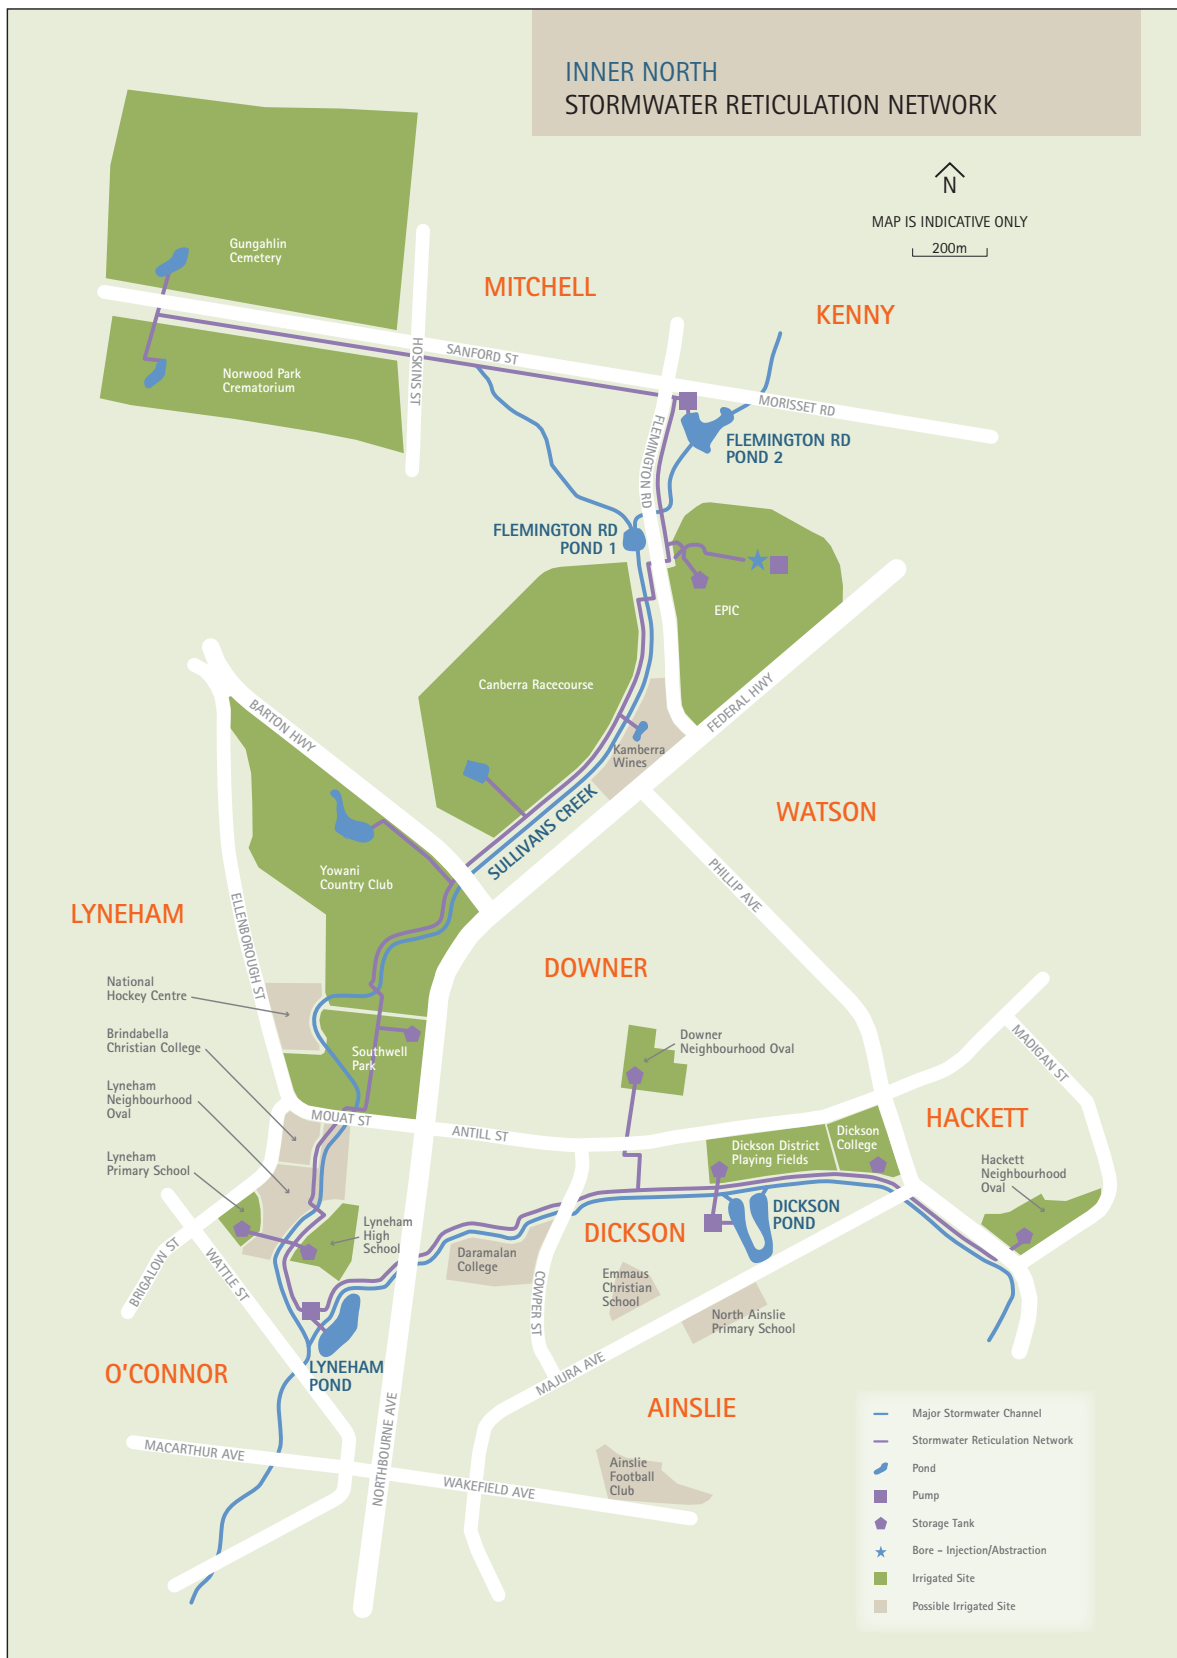 INNER NORTH
STORMWATER RETICULATION NETWORK
N
MAP IS INDICATIVE ONLY
200m
Gungahlin
Cemetery
MITCHELL
KENNY
HOSKINS ST
SANFORD ST
Norwood Park
Crematorium
MORISSET RD
FLEMINGTON RD
FLEMINGTON RD
POND 2
FLEMINGTON RD
POND 1
EPIC
Canberra Racecourse
FEDERAL HWY
BARTON HWY
Kamberra
Wines
SULLIVANS CREEK
WATSON
Yowani
Country Club
PHILLIP AVE
LYNEHAM
ELLENBOROUGH ST
DOWNER
National
Hockey Centre
Brindabella
Christian College
Southwell
Park
Downer
Neighbourhood Oval
MADIGAN ST
Lyneham
Neighbourhood
Oval
MOUAT ST
ANTILL ST
HACKETT
Dickson District
Playing Fields
Dickson
College
Lyneham
Primary School
Hackett
Neighbourhood
Oval
DICKSON
POND
DICKSON
Lyneham
High
School
Daramalan
College
BRIGALOW ST
WATTLE ST
COWPER ST
Emmaus
Christian
School
North Ainslie
Primary School
O'CONNOR
LYNEHAM
POND
MAJURA AVE
AINSLIE
NORTHBOURNE AVE
MACARTHUR AVE
WAKEFIELD AVE
Ainslie
Football
Club
Major Stormwater Channel
Stormwater Reticulation Network
Pond
Pump
Storage Tank
Bore - Injection/Abstraction
Irrigated Site
Possible Irrigated Site